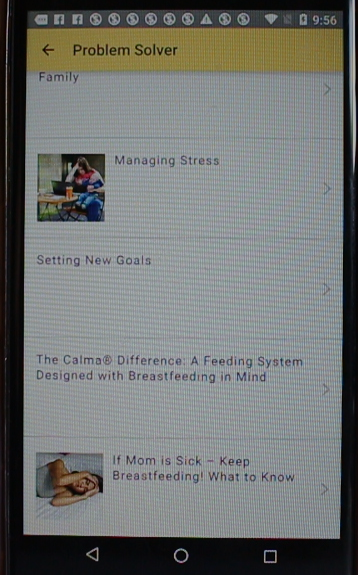 9:56
Problem Solver
Family
Managing Stress
Setting New Goals
The Calma® Difference: A Feeding System
Designed with Breastfeeding in Mind
If Mom is Sick – Keep
Breastfeeding! What to Know